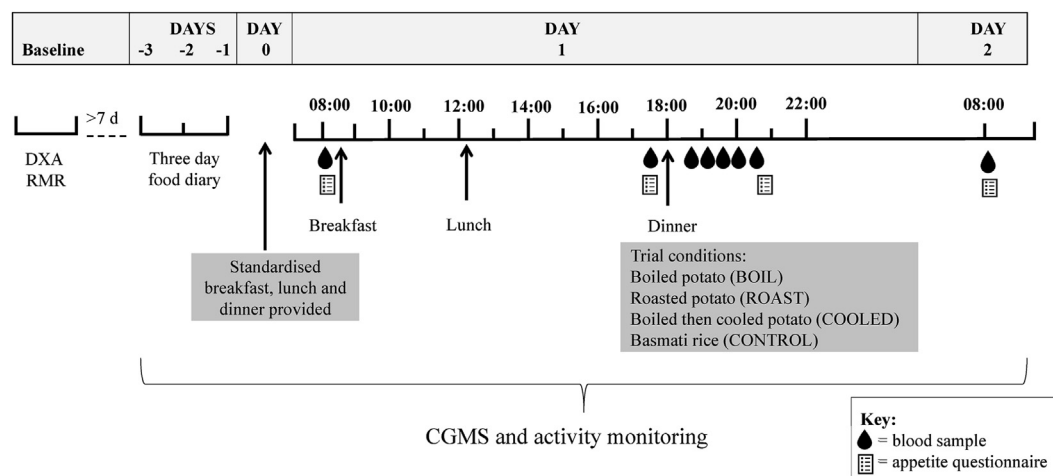 Baseline
DAYS
-3 -2 -1
DAY
0
DAY
1
DAY
2
>7 d
08:00 10:00 12:00 14:00 16:00 18:00 20:00 22:00 08:00
DXA
RMR
Three day
food diary
Breakfast
Lunch
Dinner
Standardised
breakfast, lunch and
dinner provided
Trial conditions:
Boiled potato (BOIL)
Roasted potato (ROAST)
Boiled then cooled potato (COOLED)
Basmati rice (CONTROL)
CGMS and activity monitoring
Key:
= blood sample
= appetite questionnaire